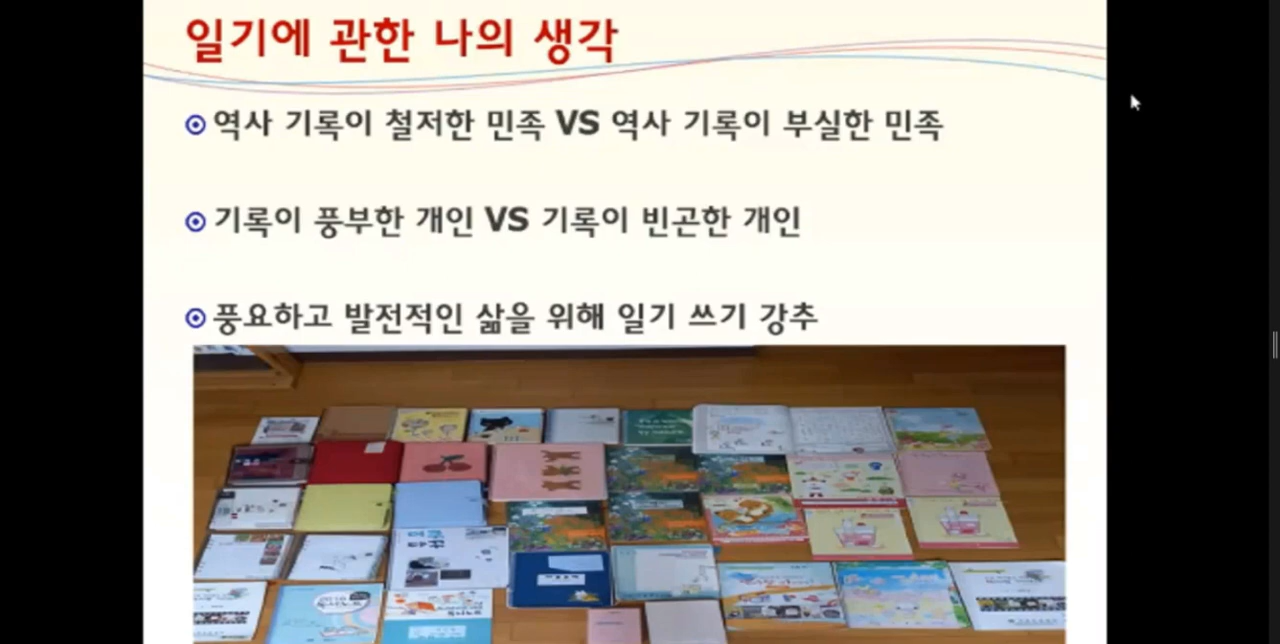 일기에 관한 나의 생각
역사 기록이 철저한 민족 VS 역사 기록이 부실한 민족
기록이 풍부한 개인 VS 기록이 빈곤한 개인
풍요하고 발전적인 삶을 위해 일기 쓰기 강추